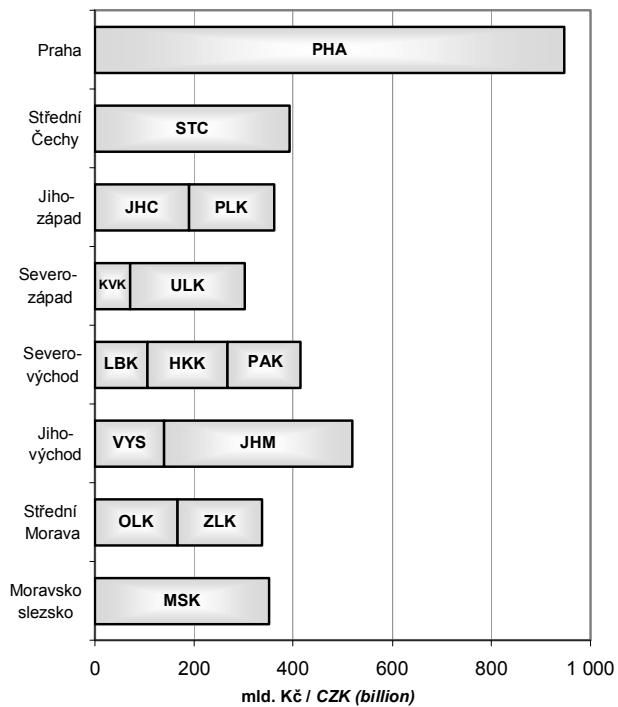 Praha
PHA
Střední
Čechy
STC
Jiho-
západ
JHC PLK
Severo-
západ
KVK ULK
Severo-
východ
LBK HKK PAK
Jiho-
východ
VYS JHM
Střední
Morava
OLK ZLK
Moravsko
slezsko
MSK
0 200 400 600 800 1 000
mld. Kč / CZK (billion)